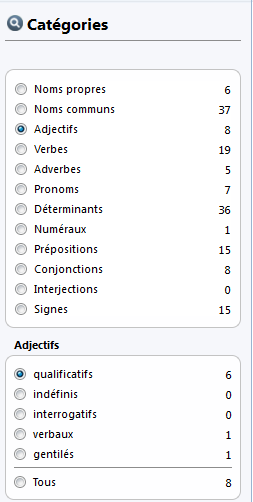 Catégories
Noms propres 6
Noms communs 37
Adjectifs 8
Verbes 19
Adverbes 5
Pronoms 7
Déterminants 36
Numéraux 1
Prépositions 15
Conjonctions 8
Interjections 0
Signes 15
Adjectifs
qualificatifs 6
indéfinis 0
interrogatifs 0
verbaux 1
gentilés 1
Tous 8